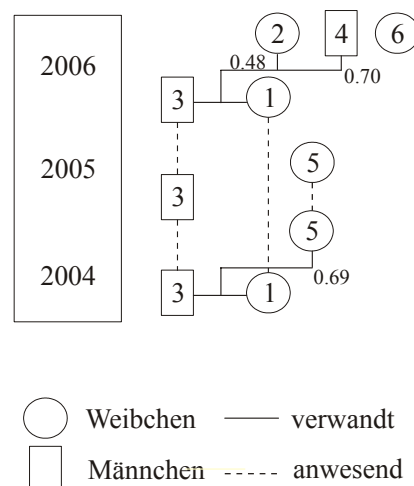 2 4 6
2006 0.48 0.70
3 1
2005 5
3
5
2004 0.69
3 1
Weibchen verwandt
Männchen anwesend